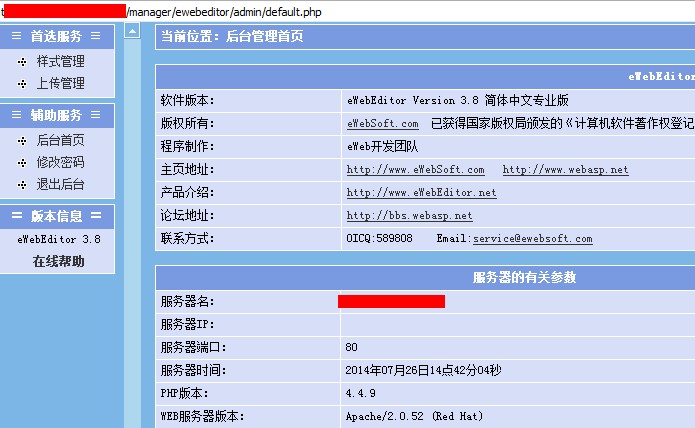 t /manager/ewebeditor/admin/default.php
首选服务
样式管理
上传管理
辅助服务
后台首页
修改密码
退出后台
版本信息
eWebEditor 3.8
在线帮助
当前位置：后台管理首页
eWebEditor
软件版本： eWebEditor Version 3.8 简体中文专业版
版权所有： eWebSoft.com 已获得国家版权局颁发的《计算机软件著作权登记
程序制作： eWeb开发团队
主页地址： http://www.eWebSoft.com http://www.webasp.net
产品介绍： http://www.eWebEditor.net
论坛地址： http://bbs.webasp.net
联系方式： OICQ:589808 Email:service@ewebsoft.com
服务器的有关参数
服务器名：
服务器IP：
服务器端口： 80
服务器时间： 2014年07月26日14点42分04秒
PHP版本： 4.4.9
WEB服务器版本： Apache/2.0.52 (Red Hat)